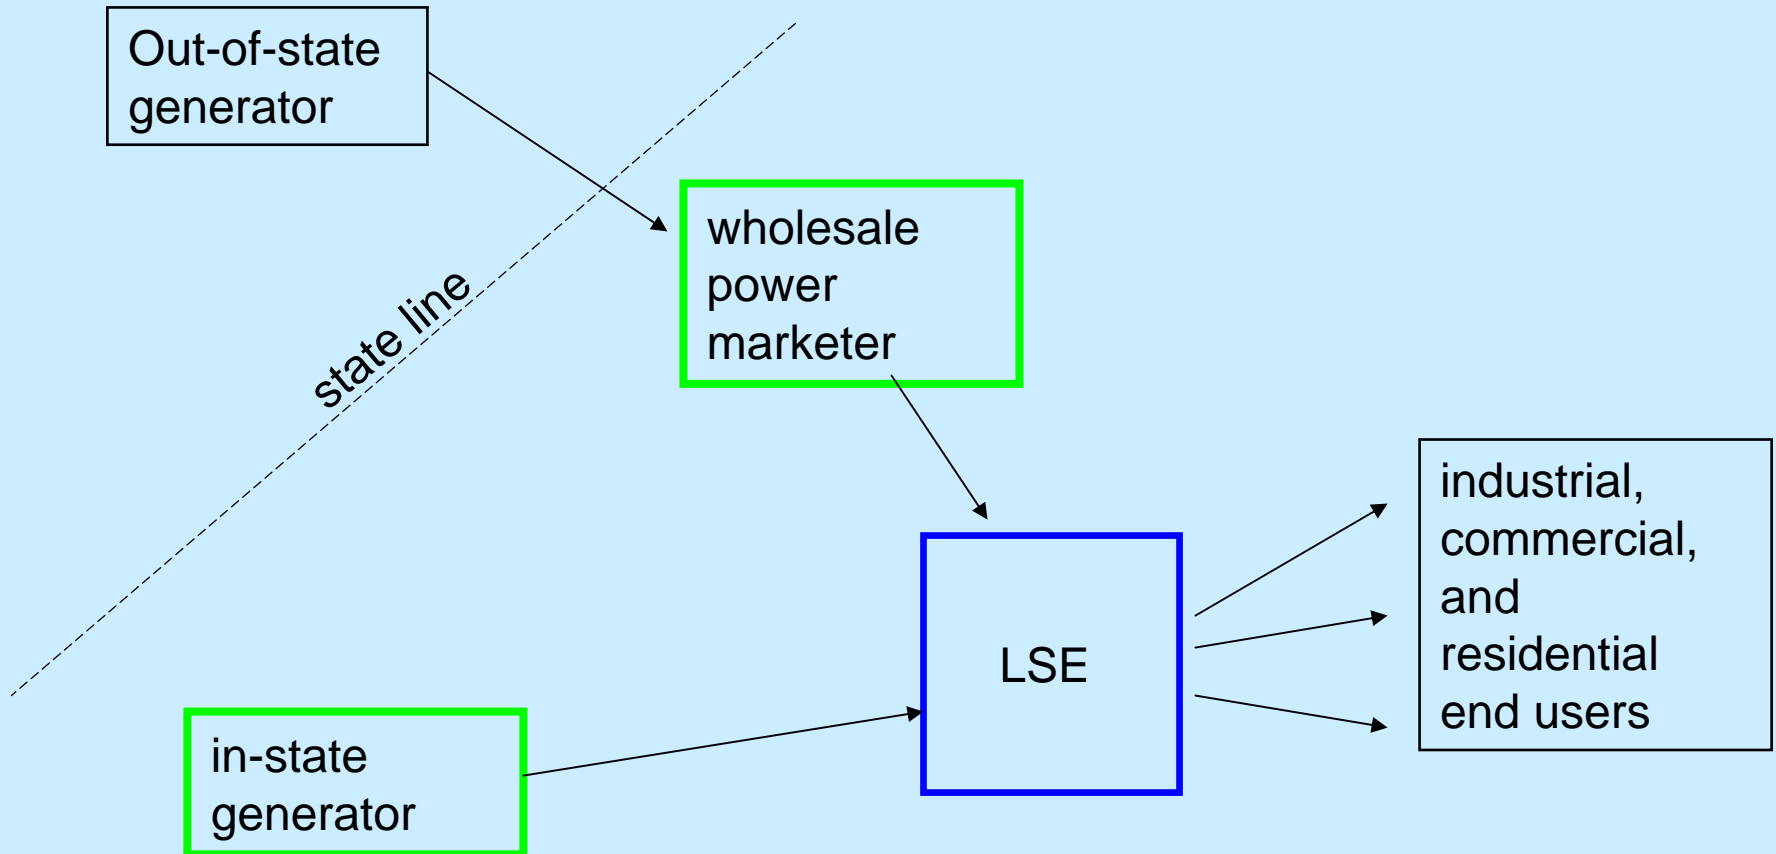 Out-of-state
generator
wholesale
power
marketer
state line
industrial,
commercial,
and
residential
end users
LSE
in-state
generator